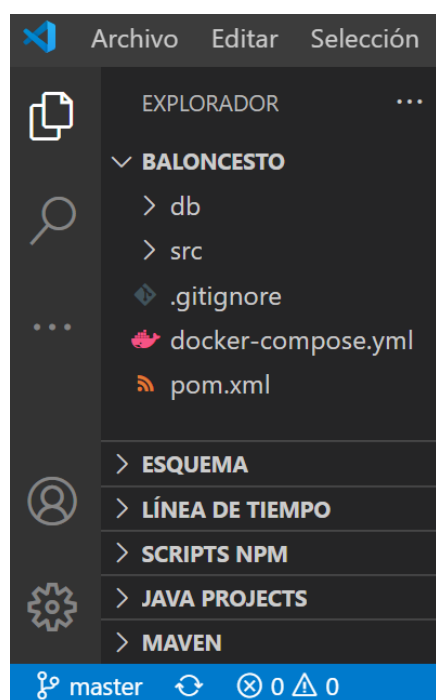 Archivo Editar Selección
EXPLORADOR ...
BALONCESTO
db
src
.gitignore
docker-compose.yml
pom.xml
ESQUEMA
LÍNEA DE TIEMPO
SCRIPTS NPM
JAVA PROJECTS
MAVEN
master 0 0